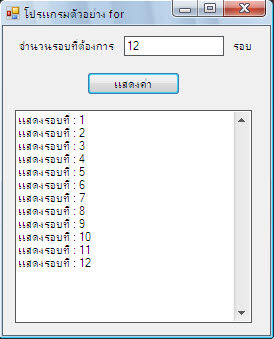 โปรแกรมตัวอย่าง for
จำนวนรอบที่ต้องการ 12 รอบ
แสดงค่า
แสดงรอบที่ : 1
แสดงรอบที่ : 2
แสดงรอบที่ : 3
แสดงรอบที่ : 4
แสดงรอบที่ : 5
แสดงรอบที่ : 6
แสดงรอบที่ : 7
แสดงรอบที่ : 8
แสดงรอบที่ : 9
แสดงรอบที่ : 10
แสดงรอบที่ : 11
แสดงรอบที่ : 12